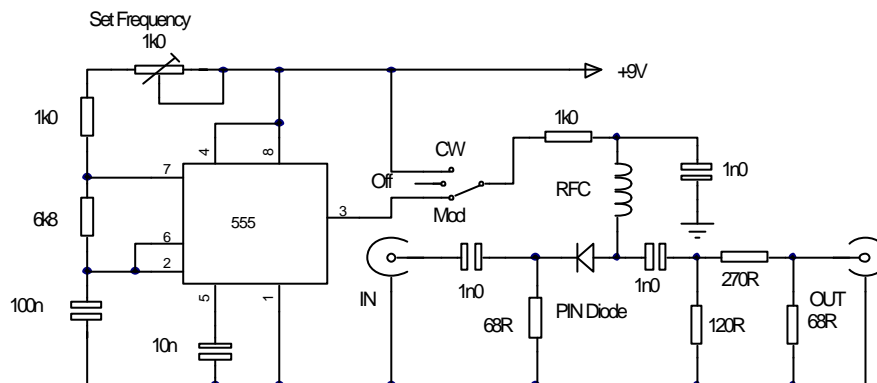 Set Frequency
1k0
+9V
1k0
1k0
4
8
CW
7
Off
RFC
1n0
6k8
3
Mod
555
6
2
IN
1n0
PIN Diode
1n0
270R
OUT
100n
5
1
68R
120R
68R
10n